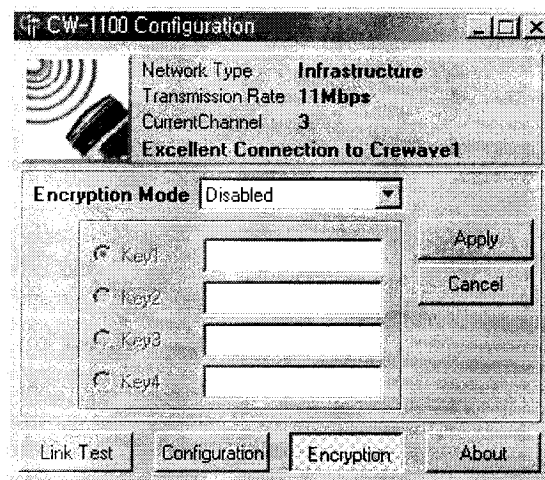 CW-1100 Configuration
Network Type Infrastructure
Transmission Rate 11Mbps
CurrentChannel 3
Excellent Connection to Crewave1
Encryption Mode Disabled
Apply
Key1
Cancel
Key2
Key3
Key4
Link Test Configuration Encryption About